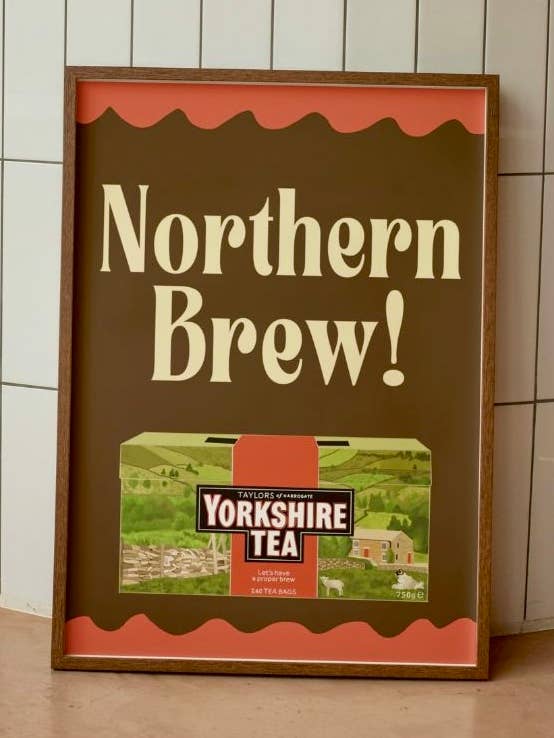 Northern
Brew!
TAYLORS of HARROGATE
YORKSHIRE
TEA
Let's have
a proper brew
240 TEA BAGS
750g e